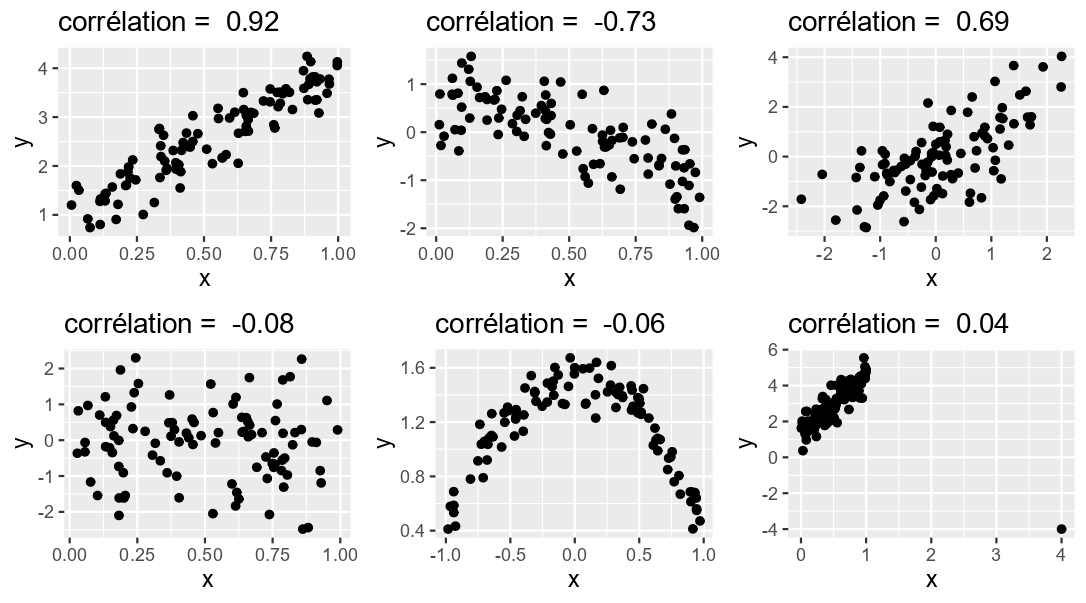 corrélation =  0.92
4
3
2
1
y
0.00 0.25 0.50 0.75 1.00
x
corrélation =  -0.73
1
0
-1
-2
y
0.00 0.25 0.50 0.75 1.00
x
corrélation =  0.69
4
2
0
-2
y
-2 -1 0 1 2
x
corrélation =  -0.08
2
1
0
-1
-2
y
0.00 0.25 0.50 0.75 1.00
x
corrélation =  -0.06
1.6
1.2
0.8
0.4
y
-1.0 -0.5 0.0 0.5 1.0
x
corrélation =  0.04
6
4
2
0
-2
-4
y
0 1 2 3 4
x